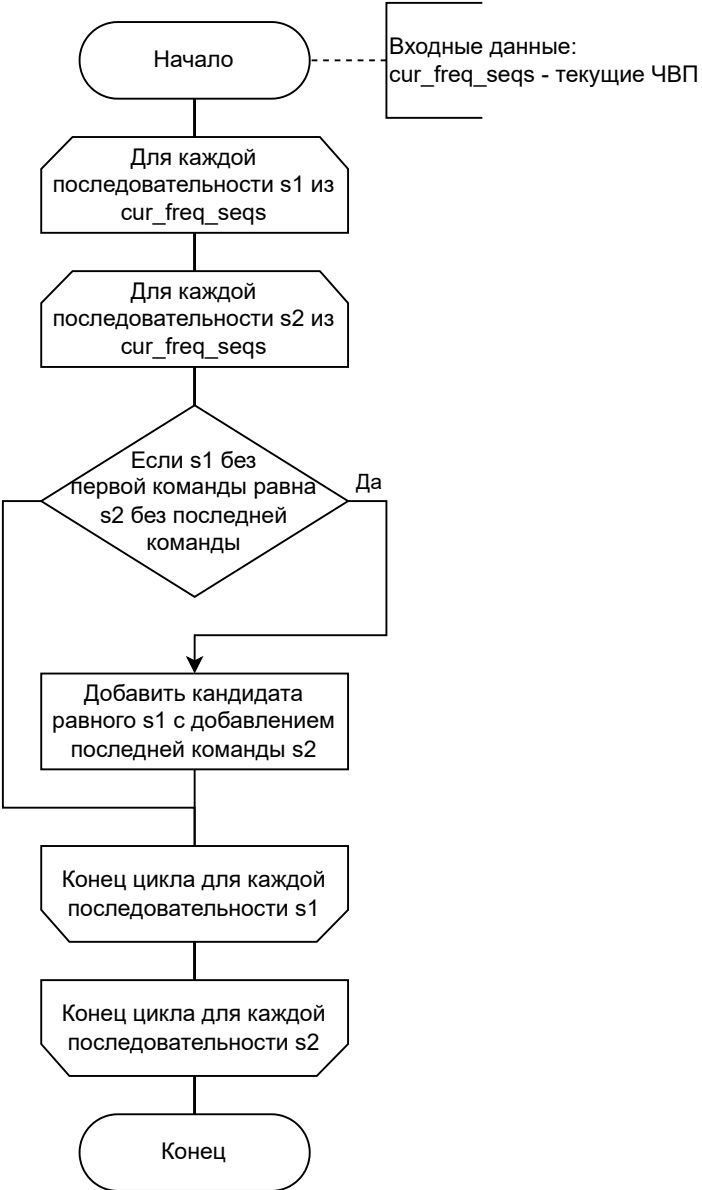 Начало
Входные данные:
cur_freq_seqs - текущие ЧВП
Для каждой
последовательности s1 из
cur_freq_seqs
Для каждой
последовательности s2 из
cur_freq_seqs
Если s1 без
первой команды равна
s2 без последней
команды
Да
Добавить кандидата
равного s1 с добавлением
последней команды s2
Конец цикла для каждой
последовательности s1
Конец цикла для каждой
последовательности s2
Конец